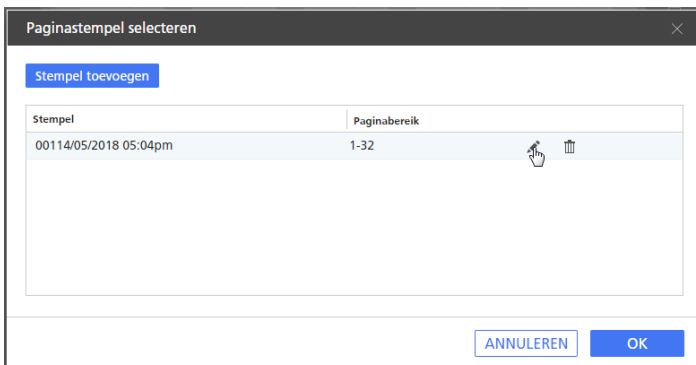 Paginastempel selecteren
Stempel toevoegen
Stempel Paginabereik
00114/05/2018 05:04pm 1-32
ANNULEREN OK